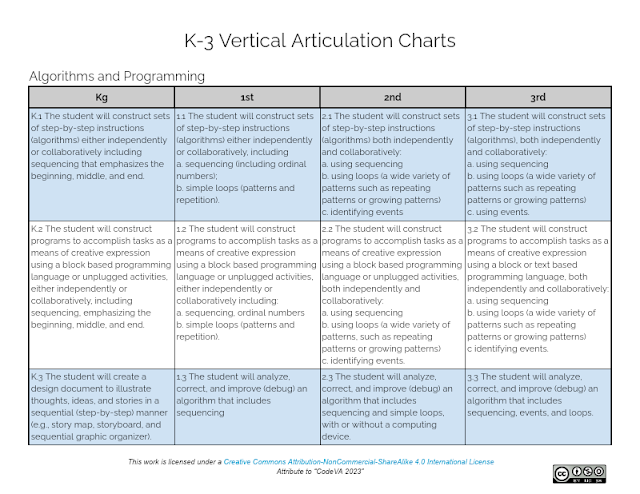 K-3 Vertical Articulation Charts
Algorithms and Programming
Kg
1st
2nd
3rd
K.1 The student will construct sets
of step-by-step instructions
(algorithms) either independently
or collaboratively including
sequencing that emphasizes the
beginning, middle, and end.
1.1 The student will construct sets
of step-by-step instructions
(algorithms) either independently
or collaboratively, including
a. sequencing (including ordinal
numbers);
b. simple loops (patterns and
repetition).
2.1 The student will construct sets
of step-by-step instructions
(algorithms) both independently
and collaboratively:
a. using sequencing
b. using loops (a wide variety of
patterns such as repeating
patterns or growing patterns)
c. identifying events
3.1 The student will construct sets
of step-by-step instructions
(algorithms), both independently
and collaboratively:
a. using sequencing
b. using loops (a wide variety of
patterns such as repeating
patterns or growing patterns)
c. using events.
K.2 The student will construct
programs to accomplish tasks as a
means of creative expression
using a block based programming
language or unplugged activities,
either independently or
collaboratively, including
sequencing, emphasizing the
beginning, middle, and end.
1.2 The student will construct
programs to accomplish tasks as a
means of creative expression
using a block based programming
language or unplugged activities,
either independently or
collaboratively including:
a. sequencing, ordinal numbers
b. simple loops (patterns and
repetition).
2.2 The student will construct
programs to accomplish tasks as a
means of creative expression
using a block based programming
language or unplugged activities,
both independently and
collaboratively:
a. using sequencing
b. using loops (a wide variety of
patterns, such as repeating
patterns or growing patterns)
c. identifying events.
3.2 The student will construct
programs to accomplish tasks as a
means of creative expression
using a block or text based
programming language, both
independently and collaboratively:
a. using sequencing
b. using loops (a wide variety of
patterns such as repeating
patterns or growing patterns)
c identifying events.
K.3 The student will create a
design document to illustrate
thoughts, ideas, and stories in a
sequential (step-by-step) manner
(e.g., story map, storyboard, and
sequential graphic organizer).
1.3 The student will analyze,
correct, and improve (debug) an
algorithm that includes
sequencing
2.3 The student will analyze,
correct, and improve (debug) an
algorithm that includes
sequencing and simple loops,
with or without a computing
device.
3.3 The student will analyze,
correct, and improve (debug) an
algorithm that includes
sequencing, events, and loops.
This work is licensed under a Creative Commons Attribution-NonCommercial-ShareAlike 4.0 International License
Attribute to "CodeVA 2023"
cc
BY NC SA